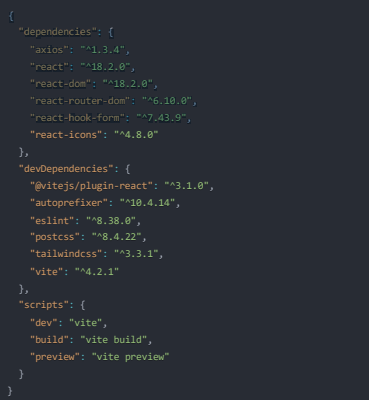 {
"dependencies": {
"axios": "^1.3.4",
"react": "^18.2.0",
"react-dom": "^18.2.0",
"react-router-dom": "^6.10.0",
"react-hook-form": "^7.43.9",
"react-icons": "^4.8.0"
},
"devDependencies": {
"@vitejs/plugin-react": "^3.1.0",
"autoprefixer": "^10.4.14",
"eslint": "^8.38.0",
"postcss": "^8.4.22",
"tailwindcss": "^3.3.1",
"vite": "^4.2.1"
},
"scripts": {
"dev": "vite",
"build": "vite build",
"preview": "vite preview"
}
}